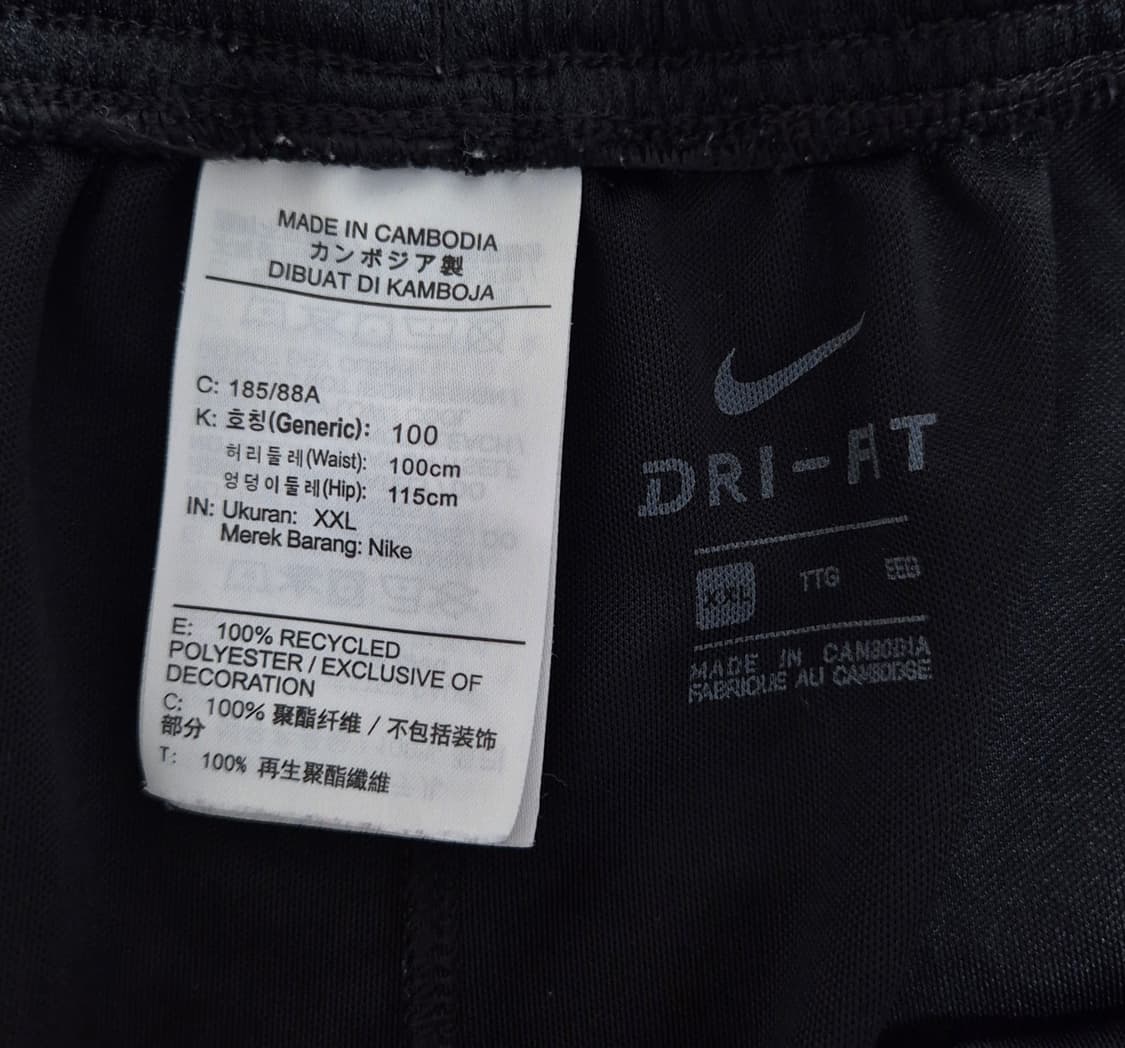 MADE IN CAMBODIA
カンボジア製
DIBUAT DI KAMBOJA
C: 185/88A
K: 호칭(Generic): 100
허리둘레(Waist): 100cm
엉덩이둘레(Hip): 115cm
IN: Ukuran: XXL
Merek Barang: Nike
E: 100% RECYCLED
POLYESTER / EXCLUSIVE OF
DECORATION
C: 100% 聚酯纤维 / 不包括装饰
部分
T: 100% 再生聚酯纖維
DRI-FIT
XXL TTG EEG
MADE IN CAMBODIA
FABRIQUE AU CAMBODGE